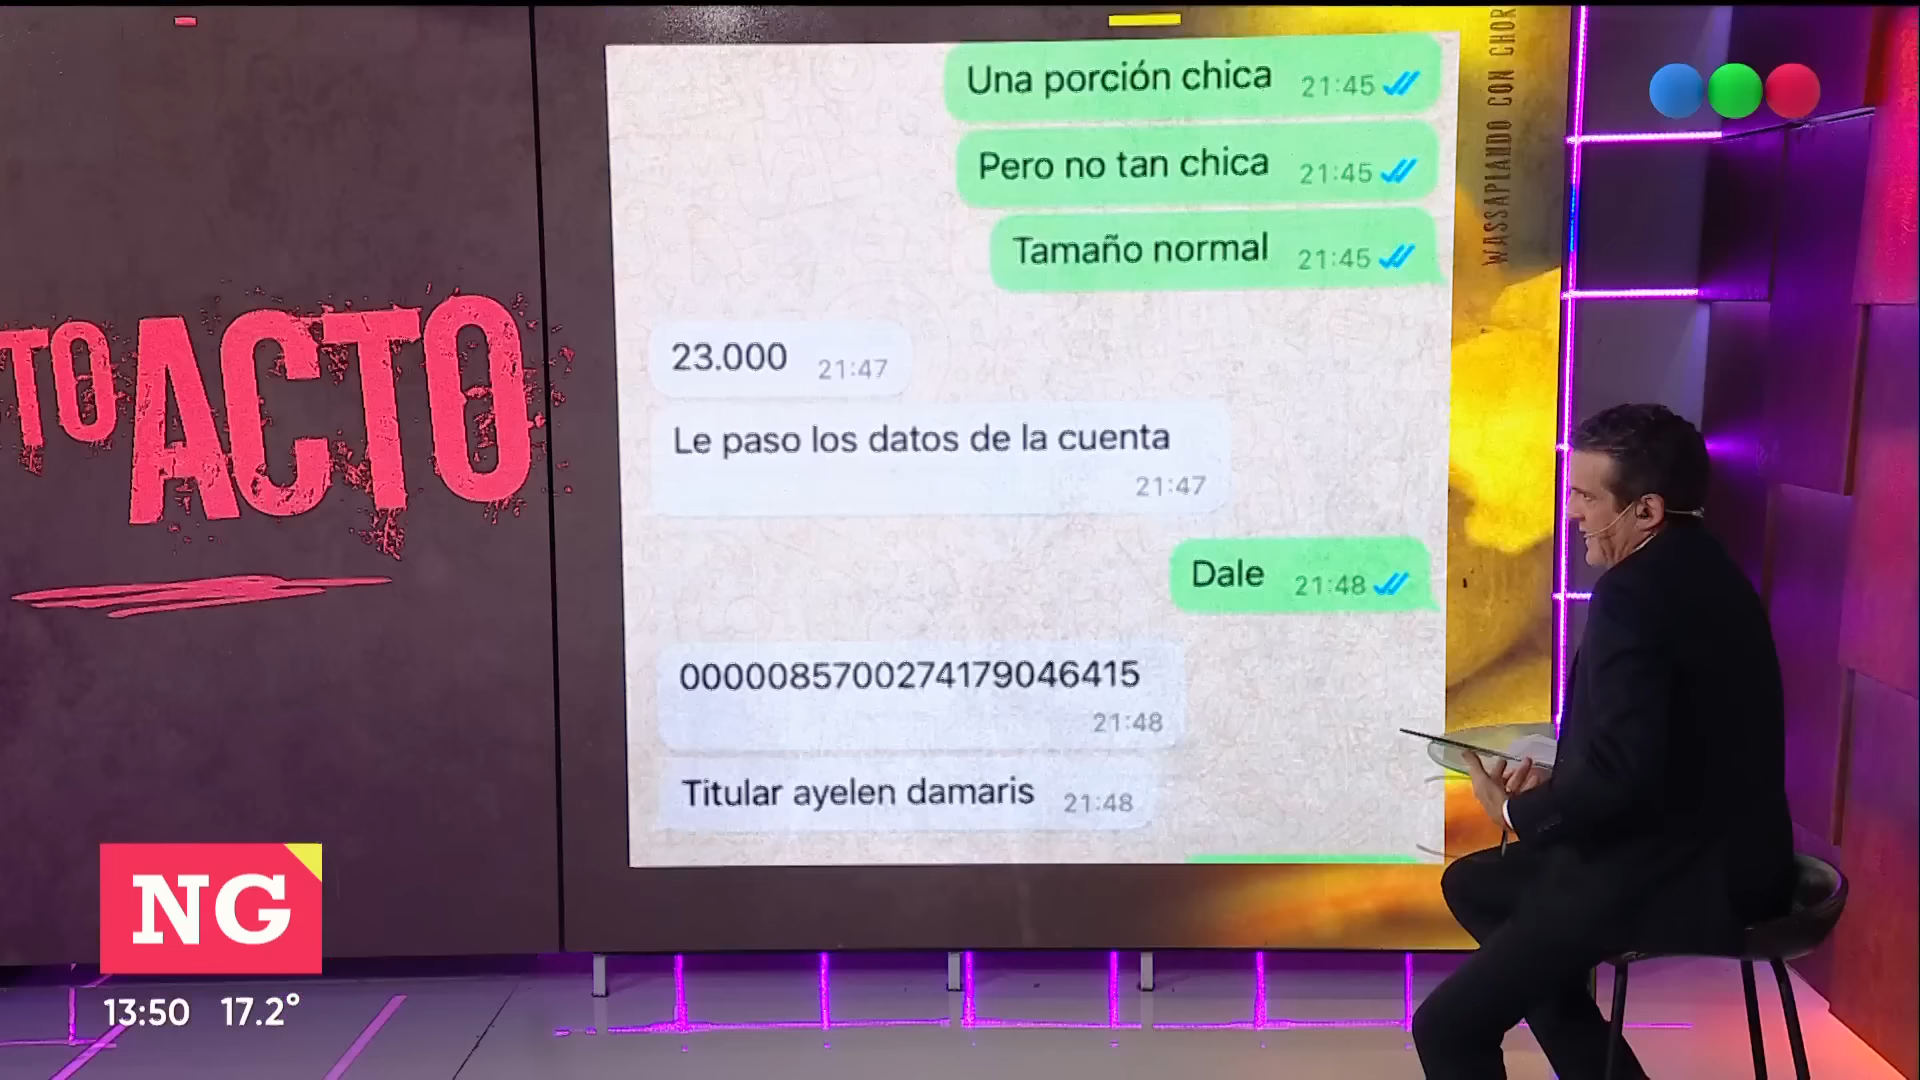 TO ACTO
Una porción chica 21:45
Pero no tan chica 21:45
Tamaño normal 21:45
23.000 21:47
Le paso los datos de la cuenta
21:47
Dale 21:48
0000085700274179046415
21:48
Titular ayelen damaris 21:48
WASSAPIANDO CON CHOR
NG
13:50 17.2°